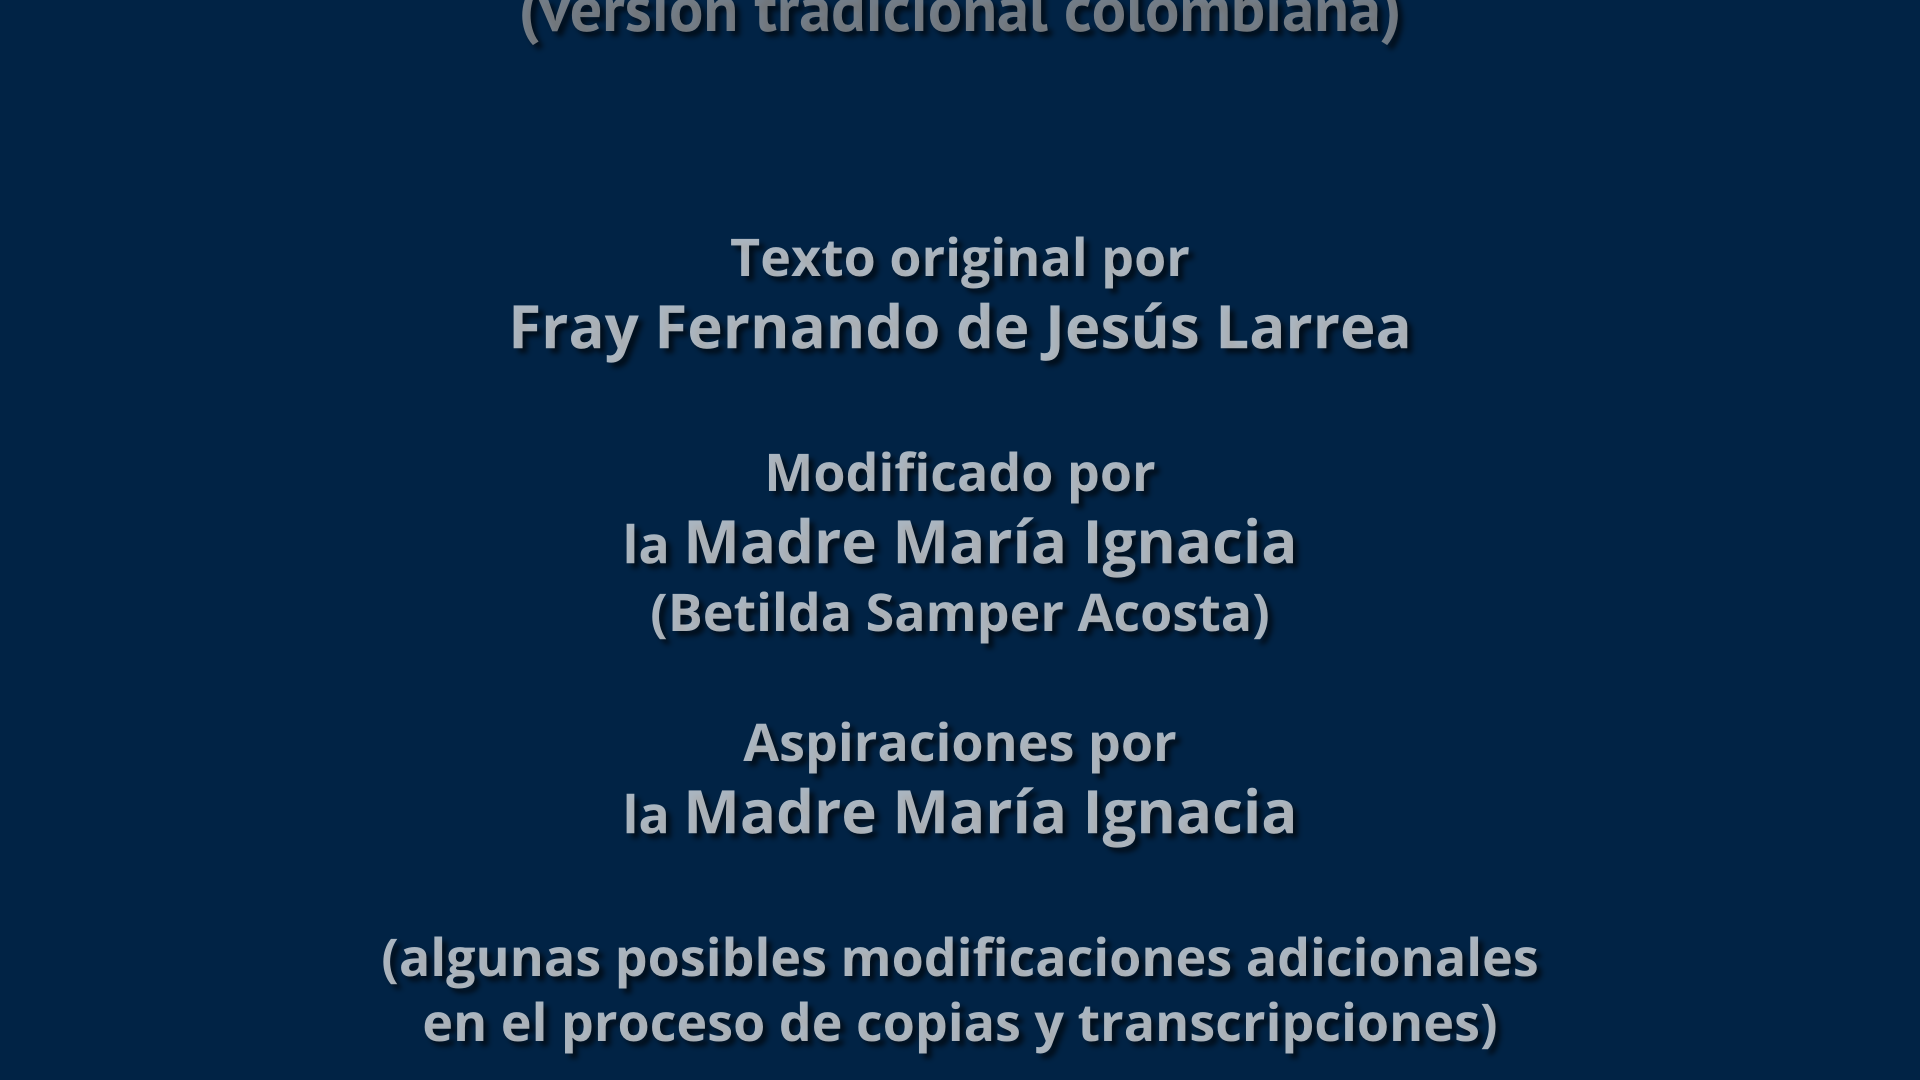 (versión tradicional colombiana)
Texto original por
Fray Fernando de Jesús Larrea
Modificado por
la Madre María Ignacia
(Betilda Samper Acosta)
Aspiraciones por
la Madre María Ignacia
(algunas posibles modificaciones adicionales
en el proceso de copias y transcripciones)